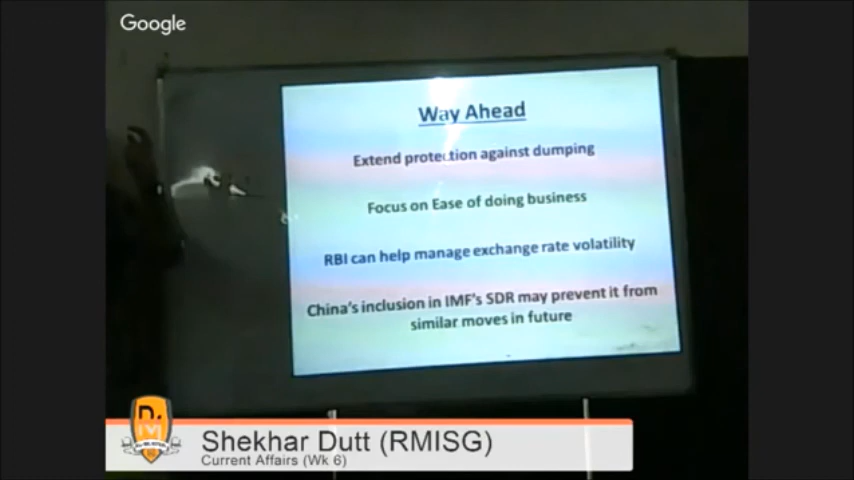 Google
Way Ahead
Extend protection against dumping
Focus on Ease of doing business
RBI can help manage exchange rate volatility
China's inclusion in IMF's SDR may prevent it from
similar moves in future
Shekhar Dutt (RMISG)
Current Affairs (Wk 6)